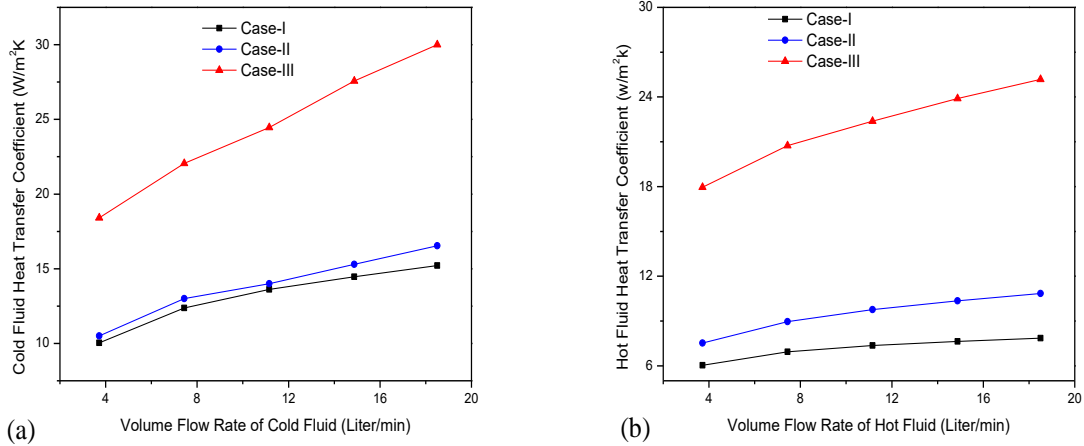 Case-I
Case-II
Case-III
30
25
20
15
10
Cold Fluid Heat Transfer Coefficient (W/m²K)
4 8 12 16 20
Volume Flow Rate of Cold Fluid (Liter/min)
(a)
Case-I
Case-II
Case-III
30
24
18
12
6
Hot Fluid Heat Transfer Coefficient (w/m²k)
4 8 12 16 20
Volume Flow Rate of Hot Fluid (Liter/min)
(b)